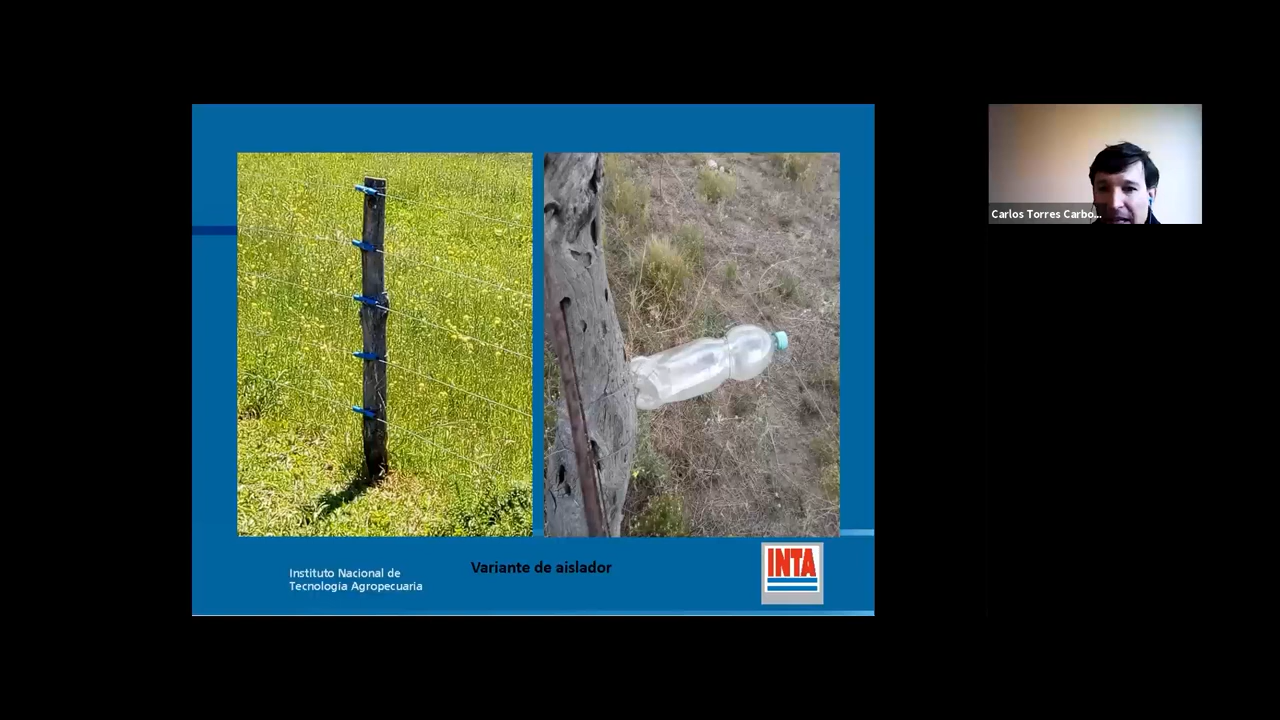 Carlos Torres Carbo...
Variante de aislador
Instituto Nacional de
Tecnología Agropecuaria
INTA